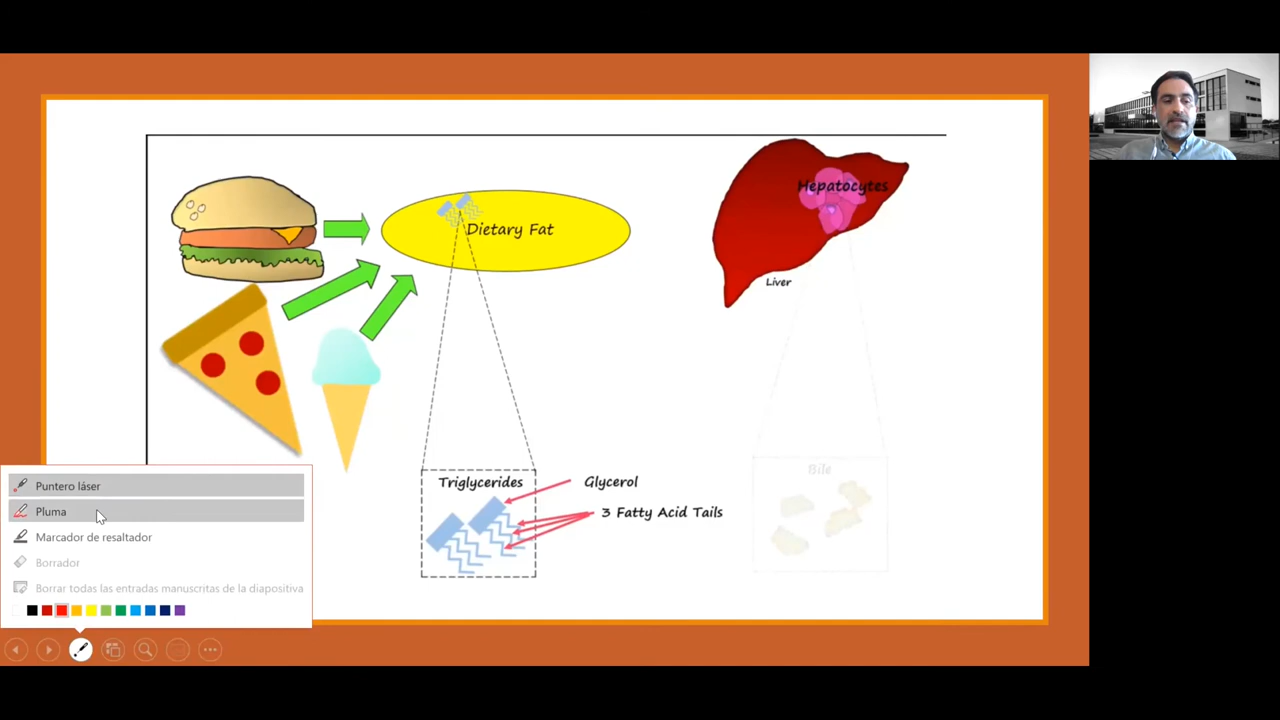 Hepatocytes
Dietary Fat
Liver
Bile
Triglycerides
Glycerol
3 Fatty Acid Tails
Puntero láser
Pluma
Marcador de resaltador
Borrador
Borrar todas las entradas manuscritas de la diapositiva